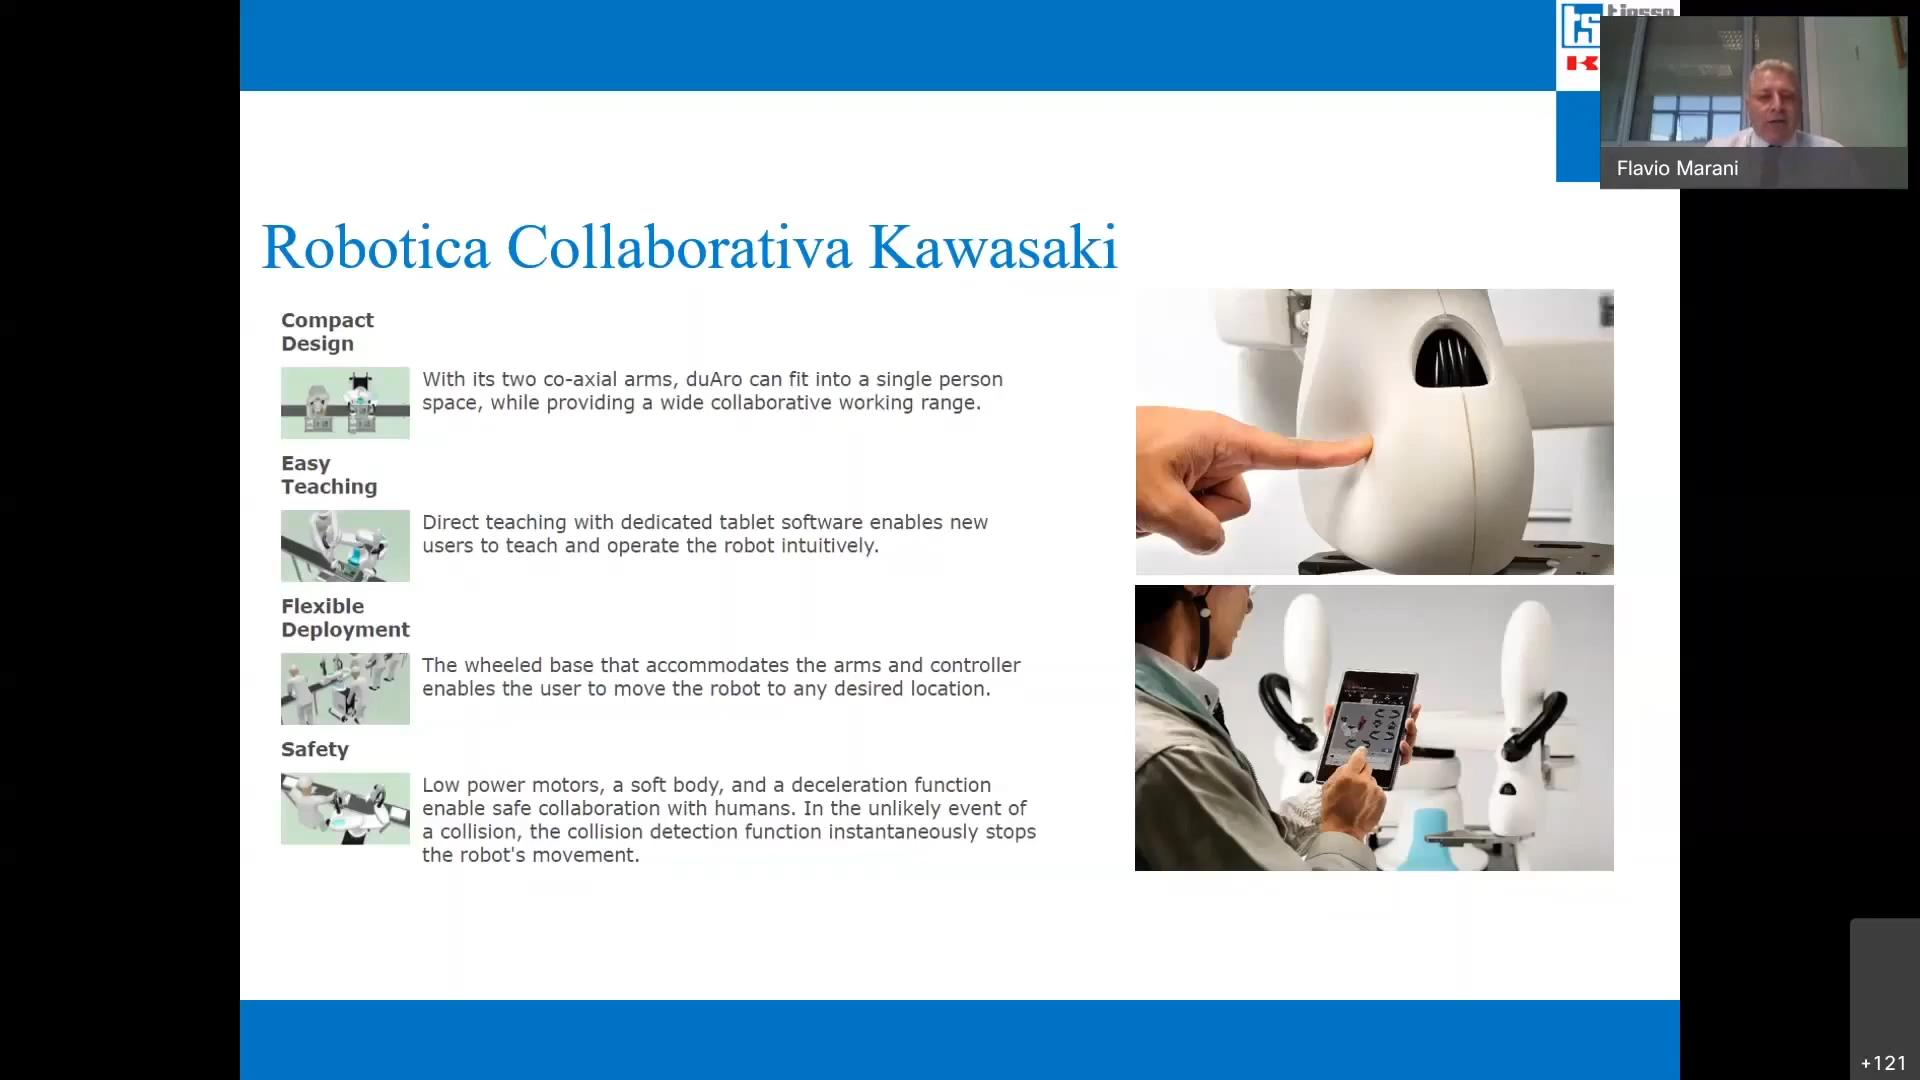 ts
Flavio Marani
Robotica Collaborativa Kawasaki
Compact
Design
With its two co-axial arms, duAro can fit into a single person
space, while providing a wide collaborative working range.
Easy
Teaching
Direct teaching with dedicated tablet software enables new
users to teach and operate the robot intuitively.
Flexible
Deployment
The wheeled base that accommodates the arms and controller
enables the user to move the robot to any desired location.
Safety
Low power motors, a soft body, and a deceleration function
enable safe collaboration with humans. In the unlikely event of
a collision, the collision detection function instantaneously stops
the robot's movement.
+121